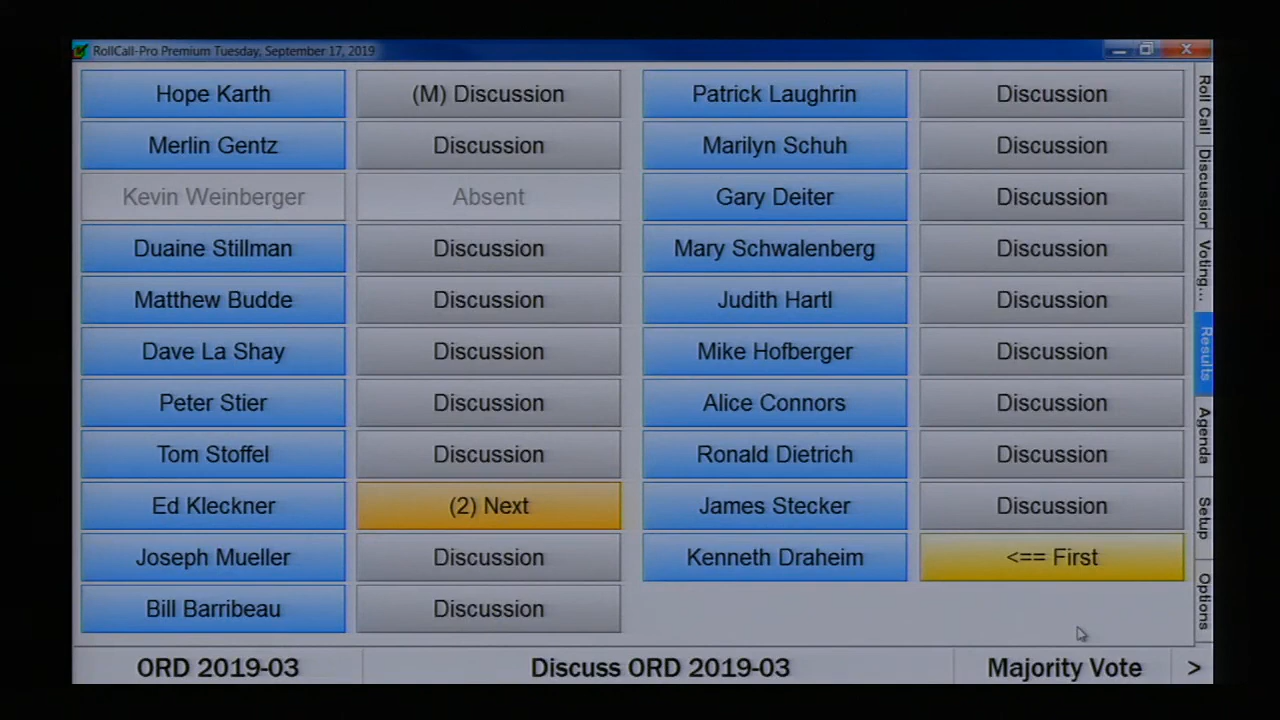 RollCall-Pro Premium Tuesday, September 17, 2019
Hope Karth
(M) Discussion
Patrick Laughrin
Discussion
Merlin Gentz
Discussion
Marilyn Schuh
Discussion
Kevin Weinberger
Absent
Gary Deiter
Discussion
Duaine Stillman
Discussion
Mary Schwalenberg
Discussion
Matthew Budde
Discussion
Judith Hartl
Discussion
Dave La Shay
Discussion
Mike Hofberger
Discussion
Peter Stier
Discussion
Alice Connors
Discussion
Tom Stoffel
Discussion
Ronald Dietrich
Discussion
Ed Kleckner
(2) Next
James Stecker
Discussion
Joseph Mueller
Discussion
Kenneth Draheim
<== First
Bill Barribeau
Discussion
Roll Call
Discussion
Voting...
Results
Agenda
Setup
Options
ORD 2019-03
Discuss ORD 2019-03
Majority Vote
>